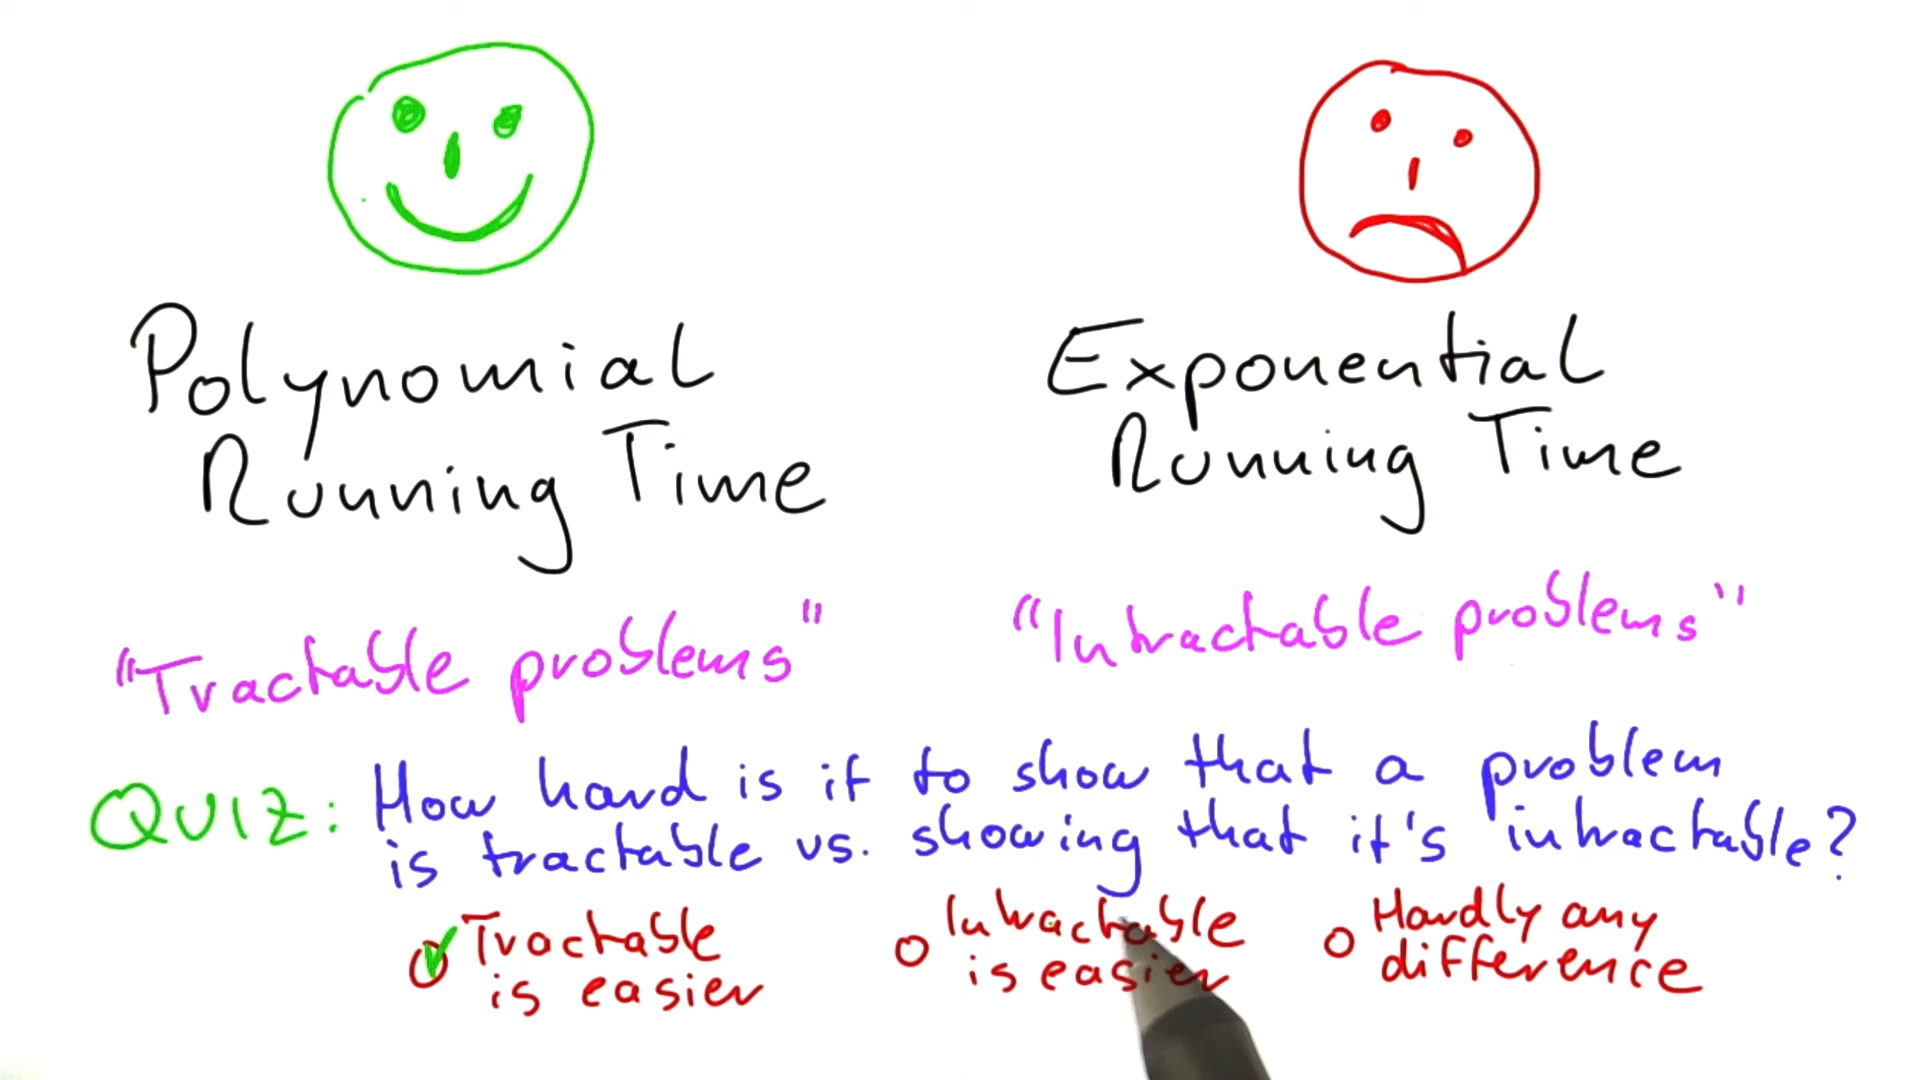 Polynomial
Running Time
Exponential
Running Time
"Tractable problems"
"Intractable problems"
QUIZ: How hard is it to show that a problem
is tractable vs. showing that it's intractable?
Tractable
is easier
Intractable
is easier
Hardly any
difference